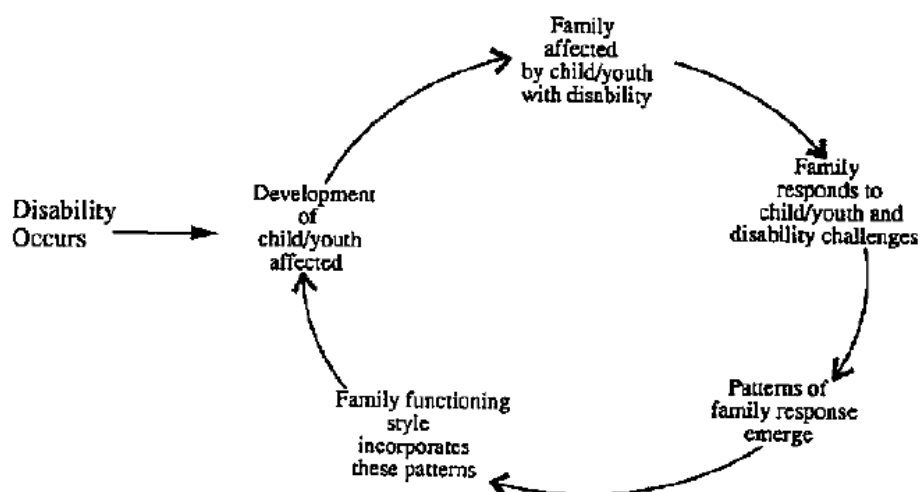 Disability
Occurs
Development
of
child/youth
affected
Family
affected
by child/youth
with disability
Family
responds to
child/youth and
disability challenges
Patterns of
family response
emerge
Family functioning
style
incorporates
these patterns